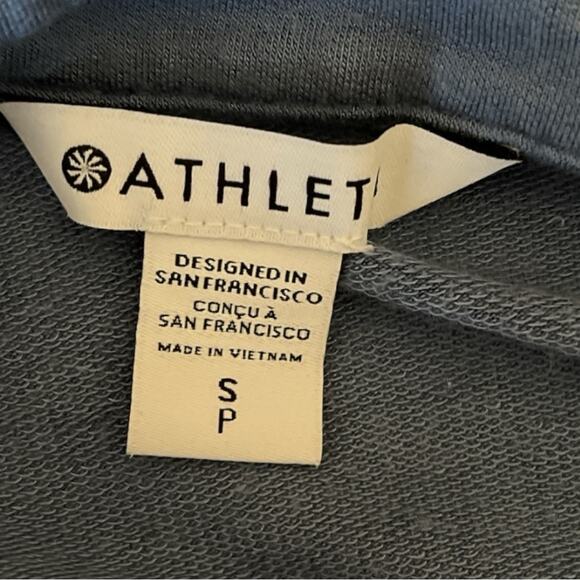 ATHLET
DESIGNED IN
SAN FRANCISCO
CONÇU À
SAN FRANCISCO
MADE IN VIETNAM
S
P